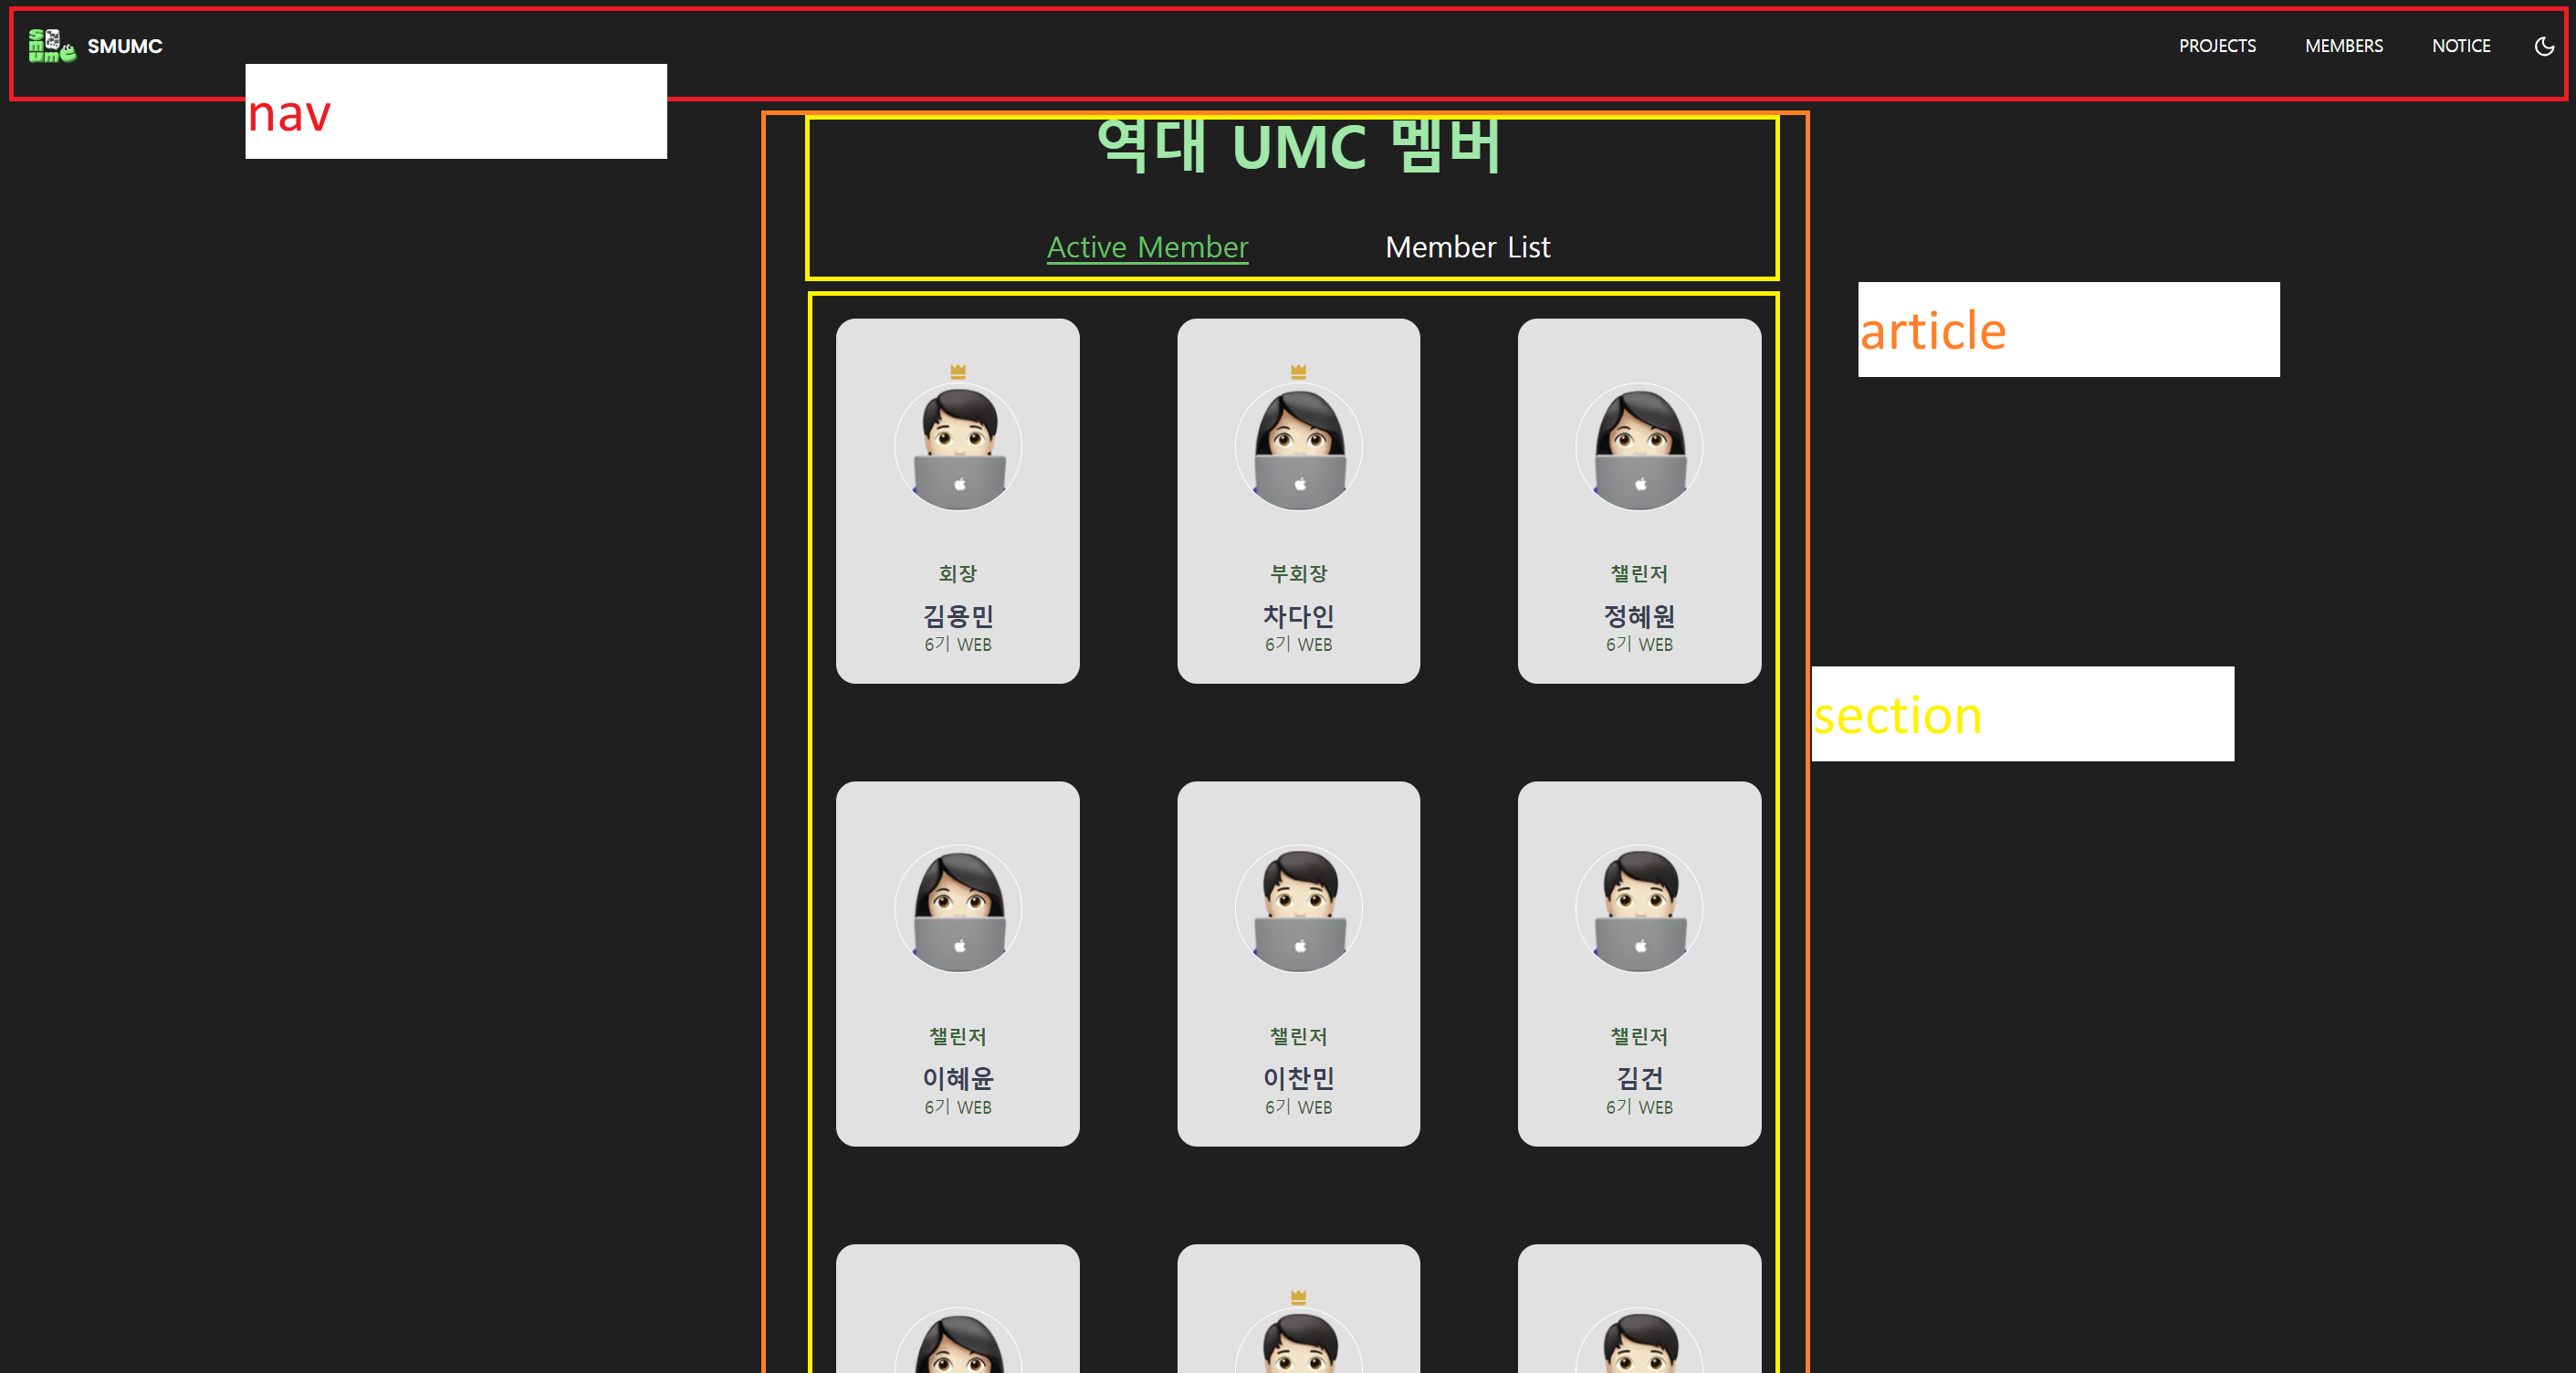 smumc SMUMC PROJECTS MEMBERS NOTICE
nav
역대 UMC 멤버
Active Member Member List
article
회장 부회장 챌린저
김용민 차다인 정혜원
6기 WEB 6기 WEB 6기 WEB
section
챌린저 챌린저 챌린저
이혜윤 이찬민 김건
6기 WEB 6기 WEB 6기 WEB